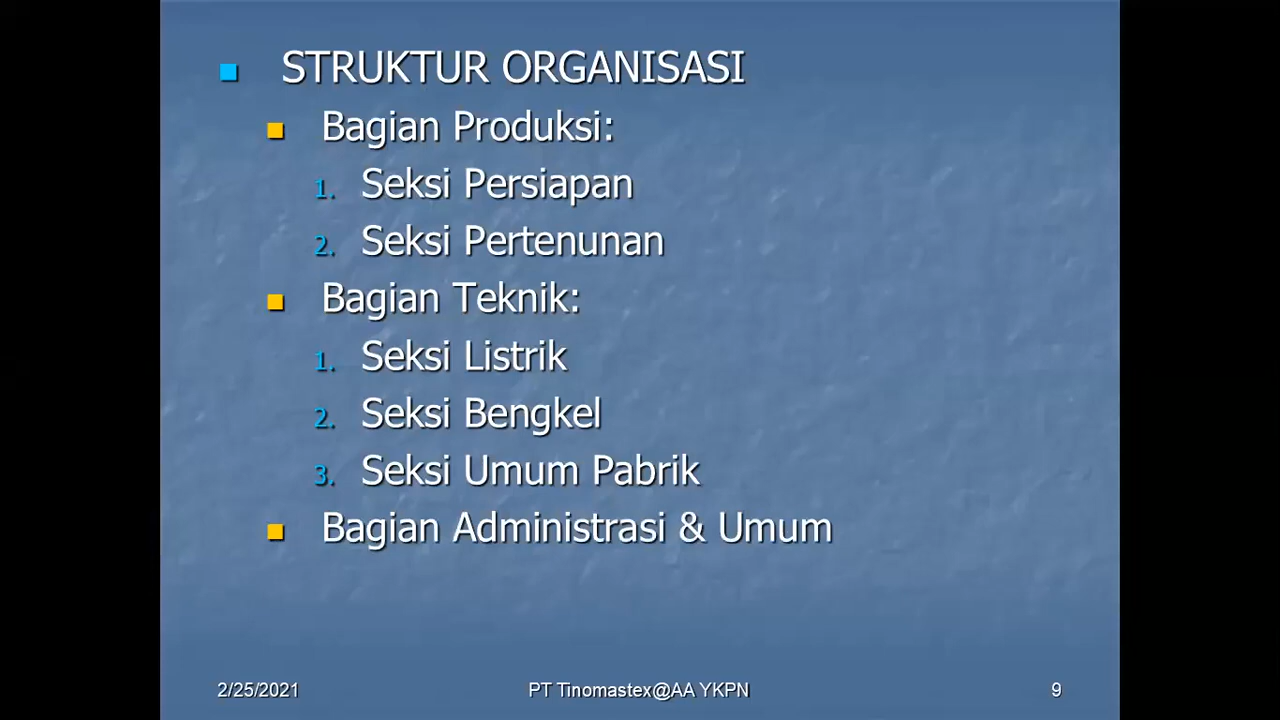 STRUKTUR ORGANISASI
Bagian Produksi:
1. Seksi Persiapan
2. Seksi Pertenunan
Bagian Teknik:
1. Seksi Listrik
2. Seksi Bengkel
3. Seksi Umum Pabrik
Bagian Administrasi & Umum
2/25/2021 PT Tinomastex@AA YKPN 9